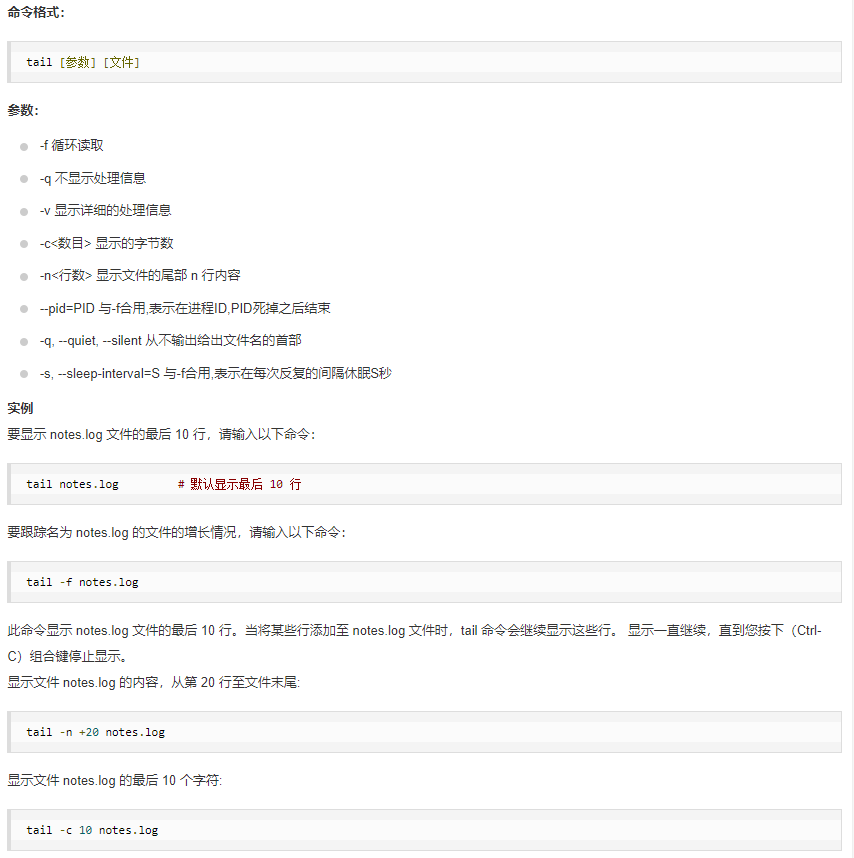 命令格式：
tail [参数] [文件]
参数：
-f 循环读取
-q 不显示处理信息
-v 显示详细的处理信息
-c<数目> 显示的字节数
-n<行数> 显示文件的尾部 n 行内容
--pid=PID 与-f合用,表示在进程ID,PID死掉之后结束
-q, --quiet, --silent 从不输出给出文件名的首部
-s, --sleep-interval=S 与-f合用,表示在每次反复的间隔休眠S秒
实例
要显示 notes.log 文件的最后 10 行，请输入以下命令：
tail notes.log         # 默认显示最后 10 行
要跟踪名为 notes.log 的文件的增长情况，请输入以下命令：
tail -f notes.log
此命令显示 notes.log 文件的最后 10 行。当将某些行添加至 notes.log 文件时，tail 命令会继续显示这些行。 显示一直继续，直到您按下（Ctrl-
C）组合键停止显示。
显示文件 notes.log 的内容，从第 20 行至文件末尾:
tail -n +20 notes.log
显示文件 notes.log 的最后 10 个字符:
tail -c 10 notes.log